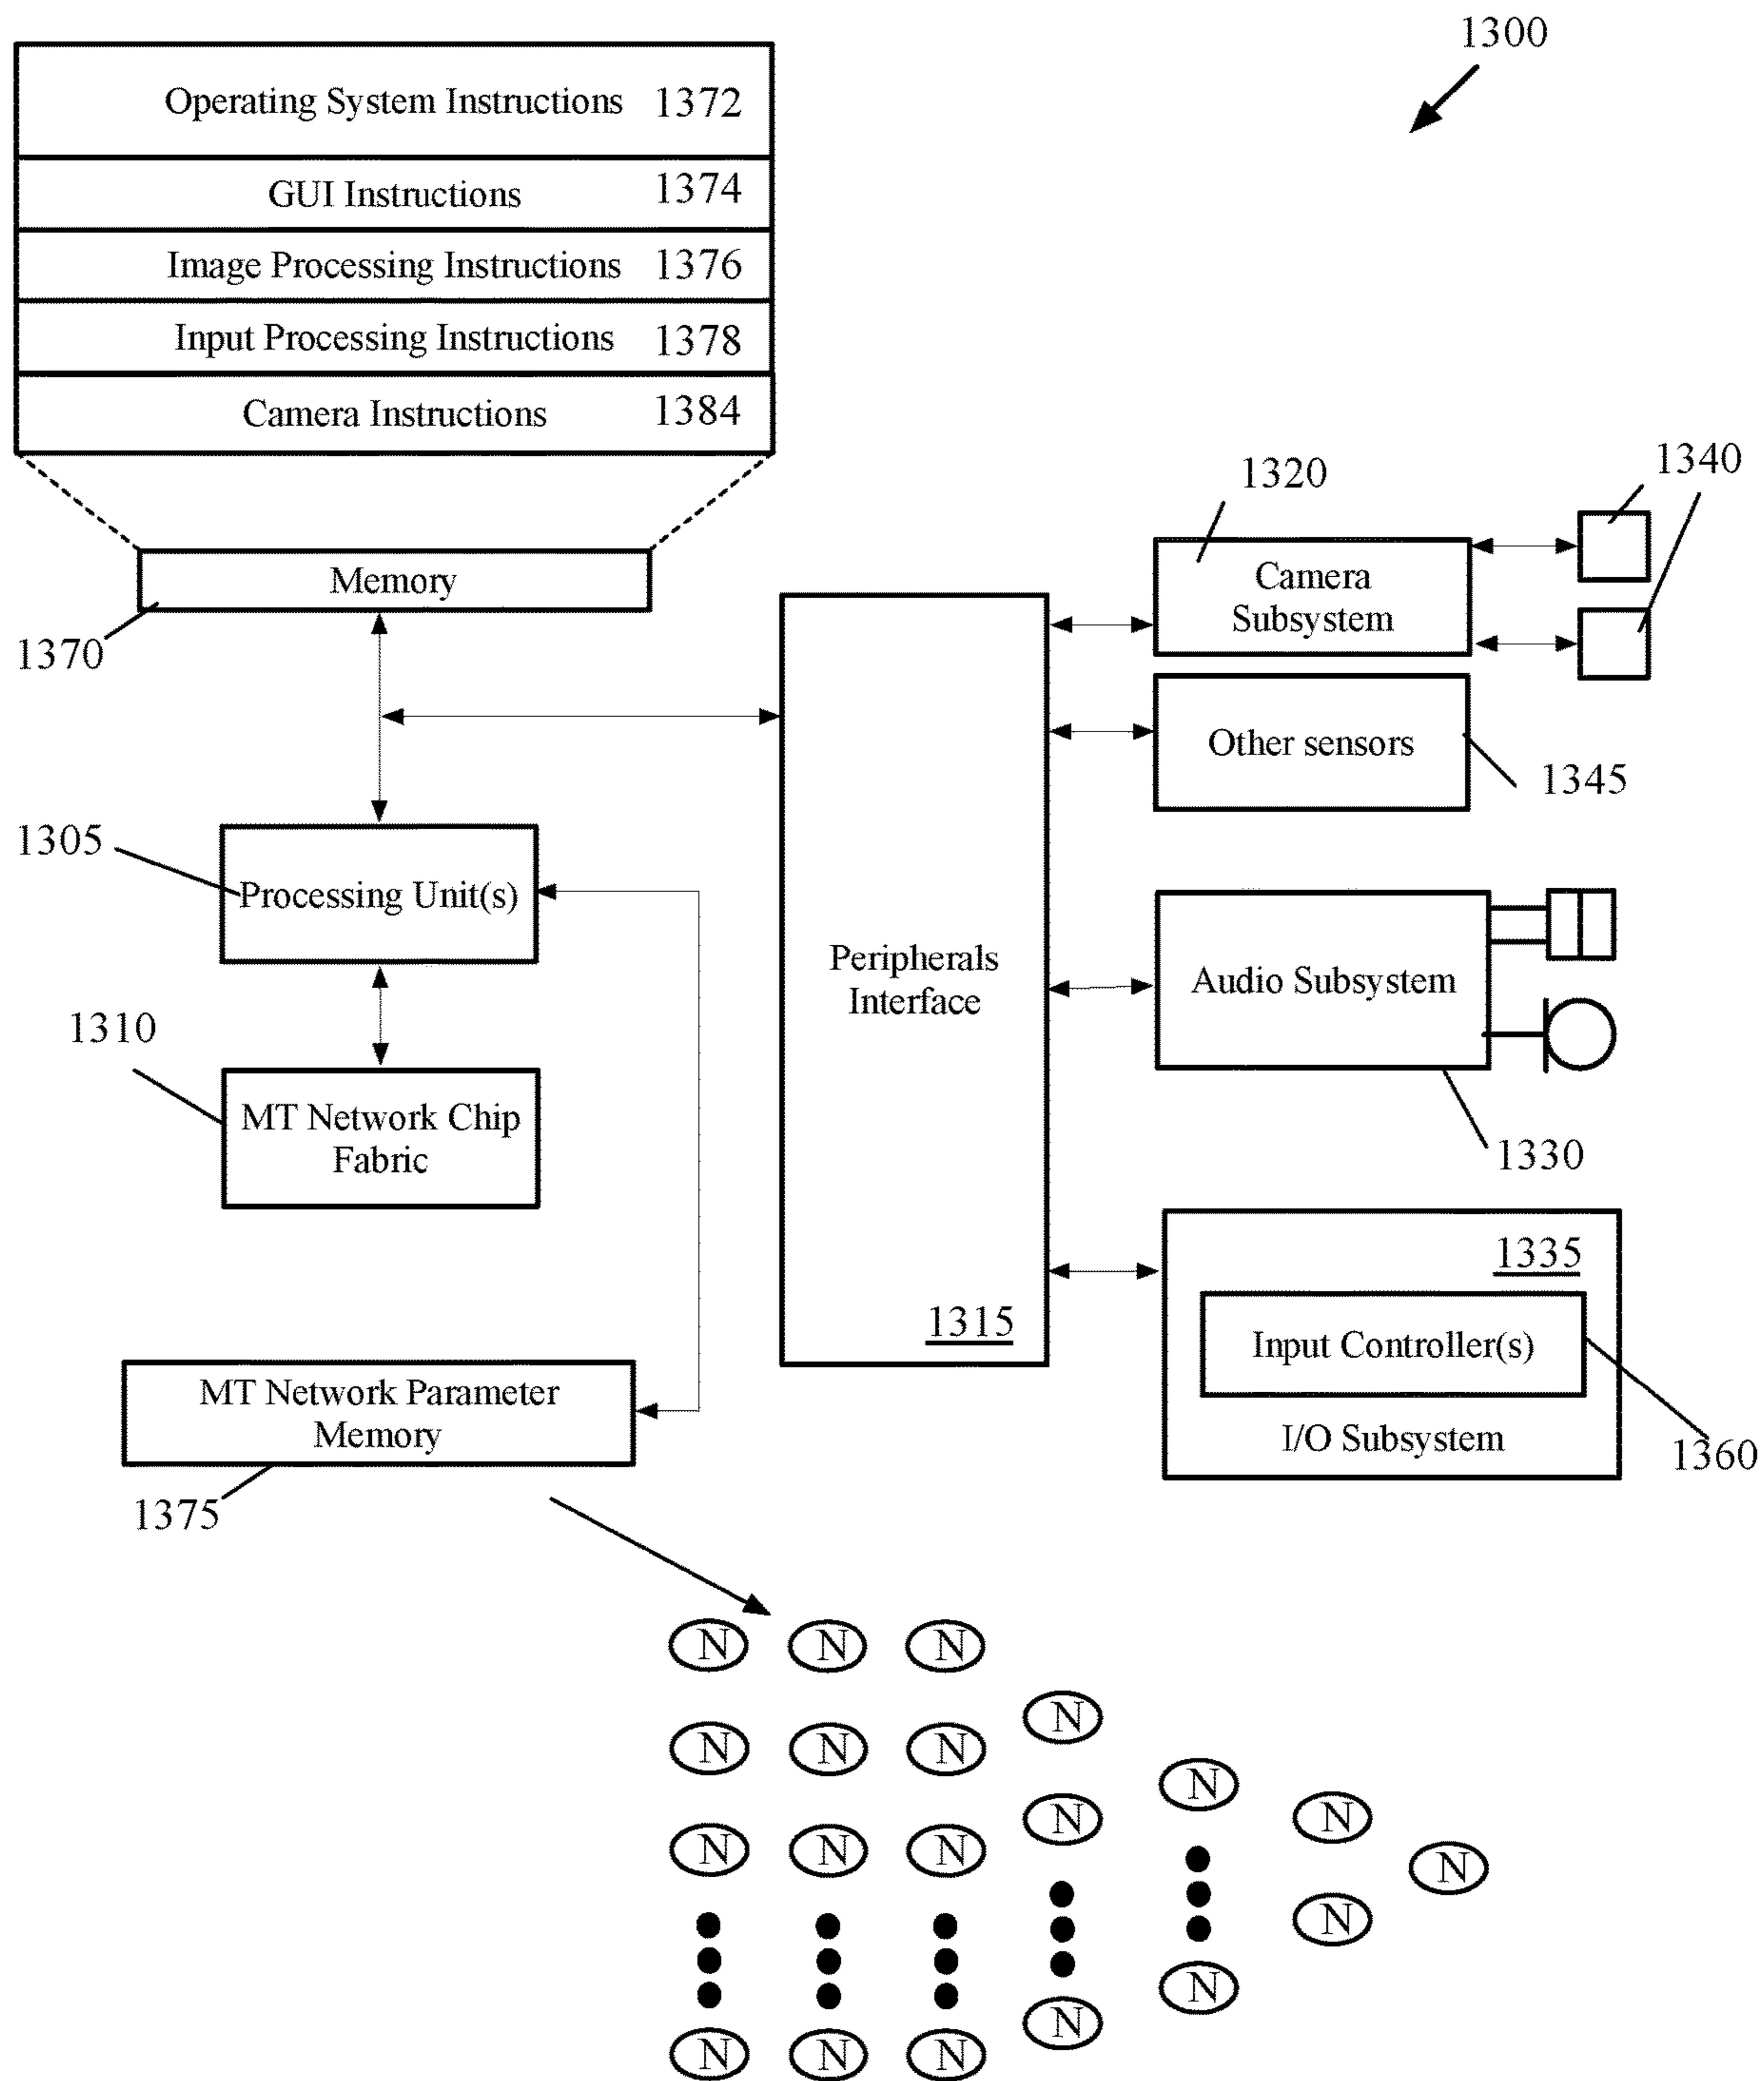 1300
Operating System Instructions 1372
GUI Instructions 1374
Image Processing Instructions 1376
Input Processing Instructions 1378
Camera Instructions 1384
Memory
1370
1320
1340
Camera
Subsystem
Other sensors
1345
1305
Processing Unit(s)
Peripherals
Interface
1315
Audio Subsystem
1330
1310
MT Network Chip
Fabric
1335
Input Controller(s)
I/O Subsystem
1360
MT Network Parameter
Memory
1375
N N N
N
N N N
N
N
N
N N N
N
N
N
N
N
N N N